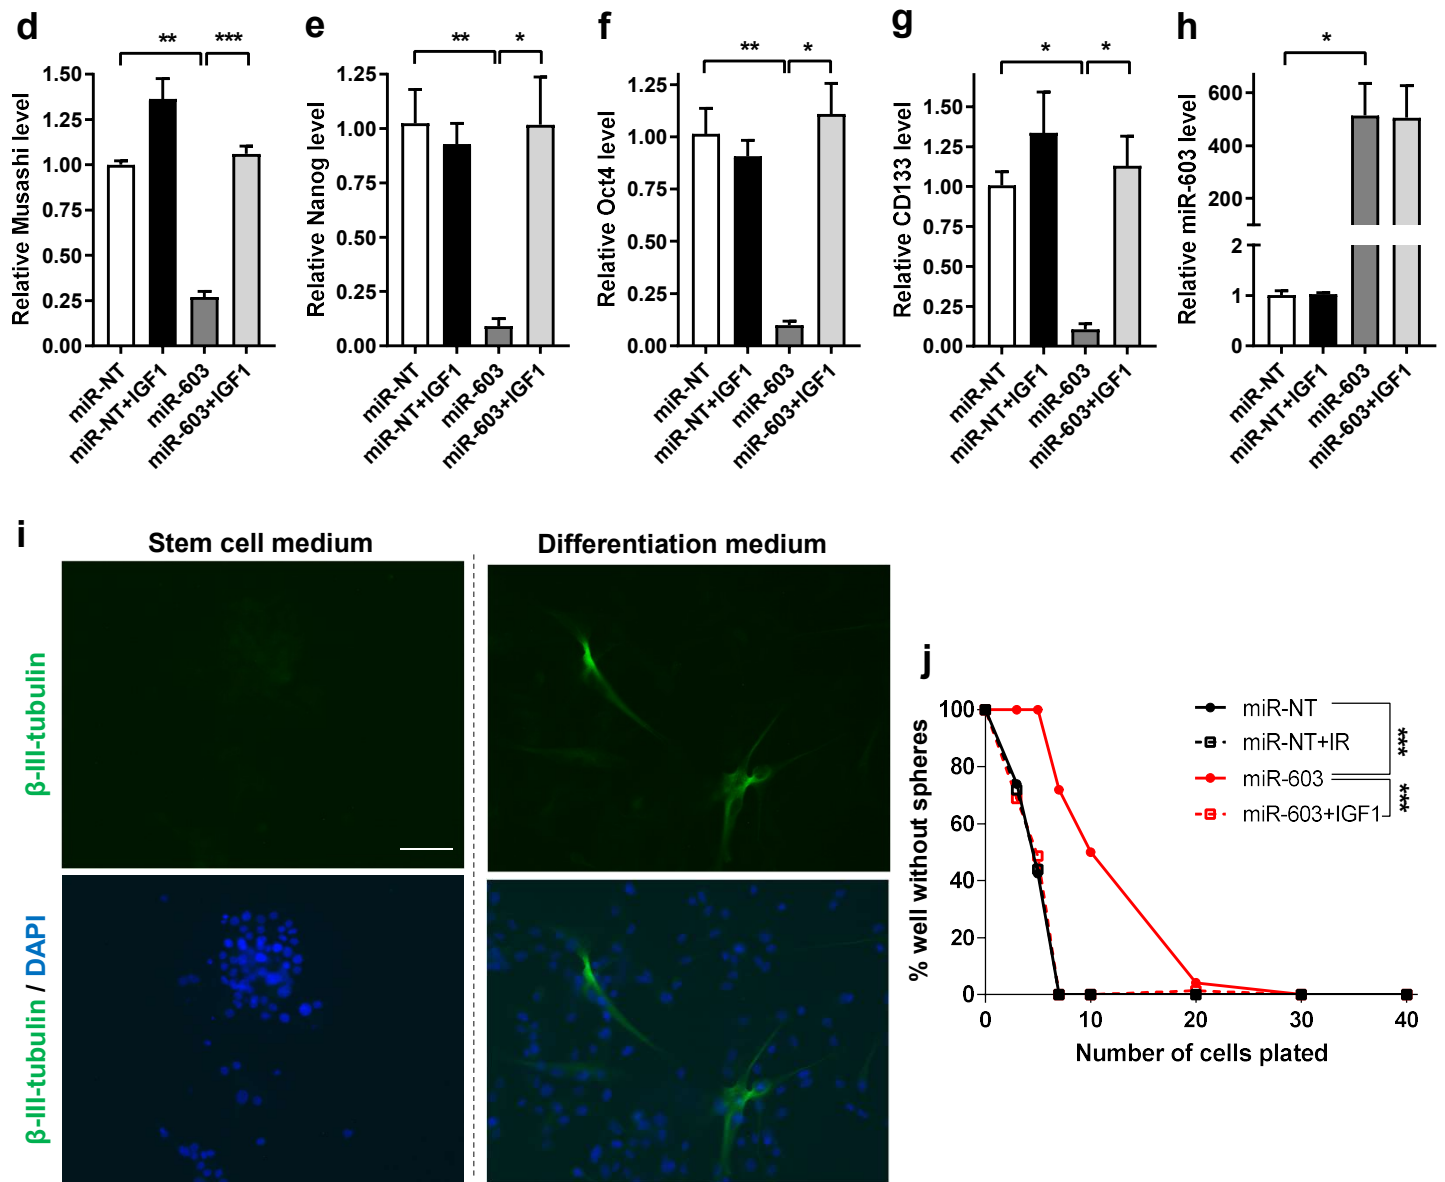 d
**
***
Relative Musashi level
1.50
1.25
1.00
0.75
0.50
0.25
0.00
miR-NT
miR-NT+IGF1
miR-603
miR-603+IGF1
e
**
*
Relative Nanog level
1.25
1.00
0.75
0.50
0.25
0.00
miR-NT
miR-NT+IGF1
miR-603
miR-603+IGF1
f
**
*
Relative Oct4 level
1.25
1.00
0.75
0.50
0.25
0.00
miR-NT
miR-NT+IGF1
miR-603
miR-603+IGF1
g
*
*
Relative CD133 level
1.50
1.25
1.00
0.75
0.50
0.25
0.00
miR-NT
miR-NT+IGF1
miR-603
miR-603+IGF1
h
*
Relative miR-603 level
600
400
200
2
1
0
miR-NT
miR-NT+IGF1
miR-603
miR-603+IGF1
i
Stem cell medium
Differentiation medium
β-III-tubulin
β-III-tubulin / DAPI
j
% well without spheres
100
80
60
40
20
0
0
10
20
30
40
Number of cells plated
miR-NT
miR-NT+IR
miR-603
miR-603+IGF1
***
***